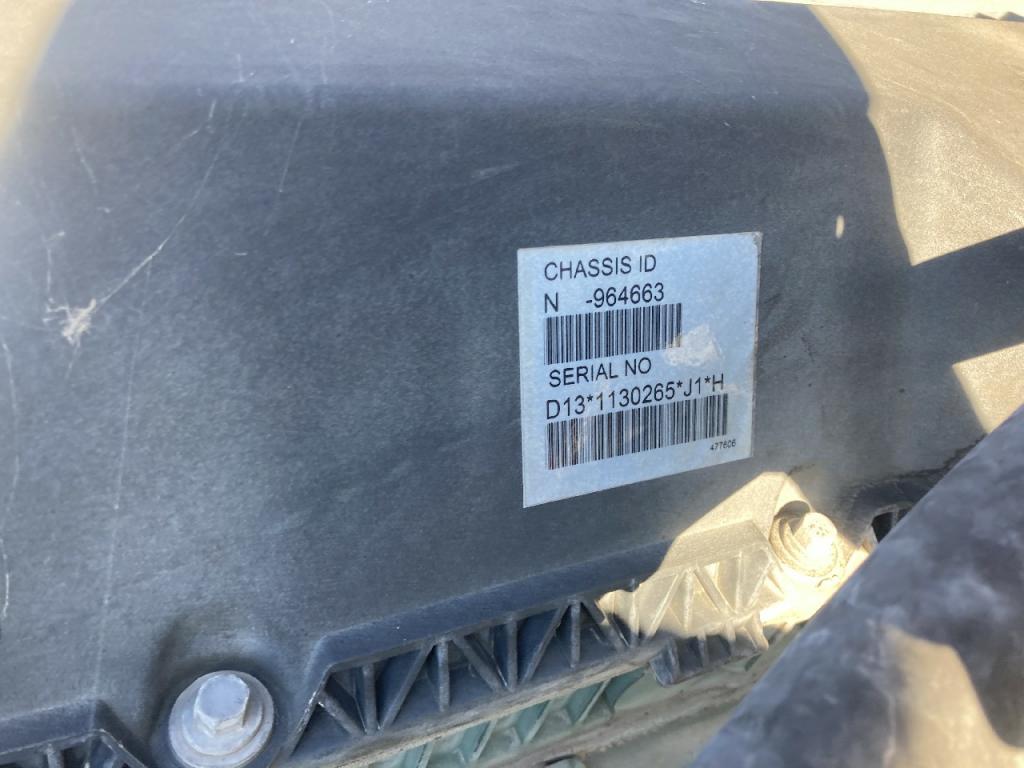 CHASSIS ID
N -964663
SERIAL NO
D13*1130265*J1*H
477606